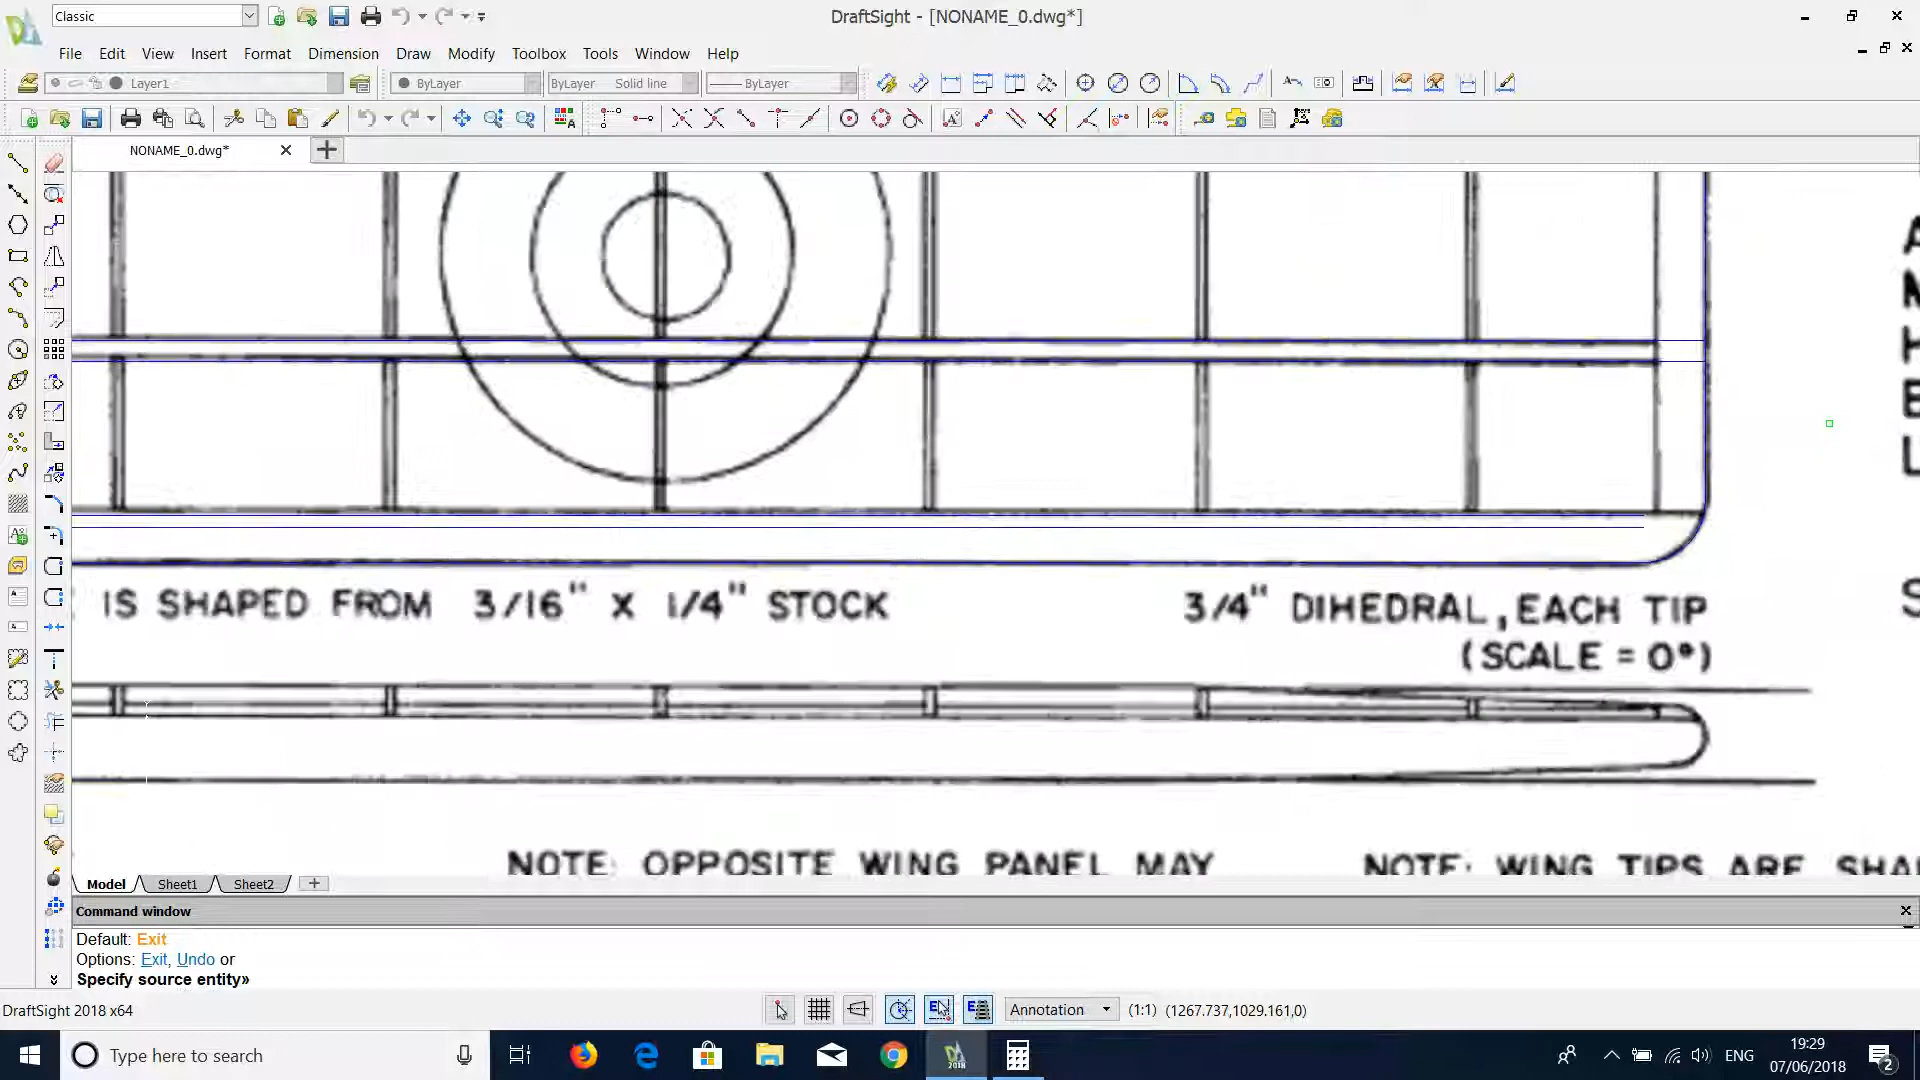 Classic
DraftSight - [NONAME_0.dwg*]
File Edit View Insert Format Dimension Draw Modify Toolbox Tools Window Help
Layer1 ByLayer ByLayer Solid line ByLayer
NONAME_0.dwg*
IS SHAPED FROM 3/16" X 1/4" STOCK
3/4" DIHEDRAL, EACH TIP
(SCALE = 0°)
NOTE: OPPOSITE WING PANEL MAY
NOTE: WING TIPS ARE SHA
Model Sheet1 Sheet2
Command window
Default: Exit
Options: Exit, Undo or
Specify source entity»
DraftSight 2018 x64
Annotation (1:1) (1267.737,1029.161,0)
Type here to search
2018
ENG
19:29
07/06/2018
2